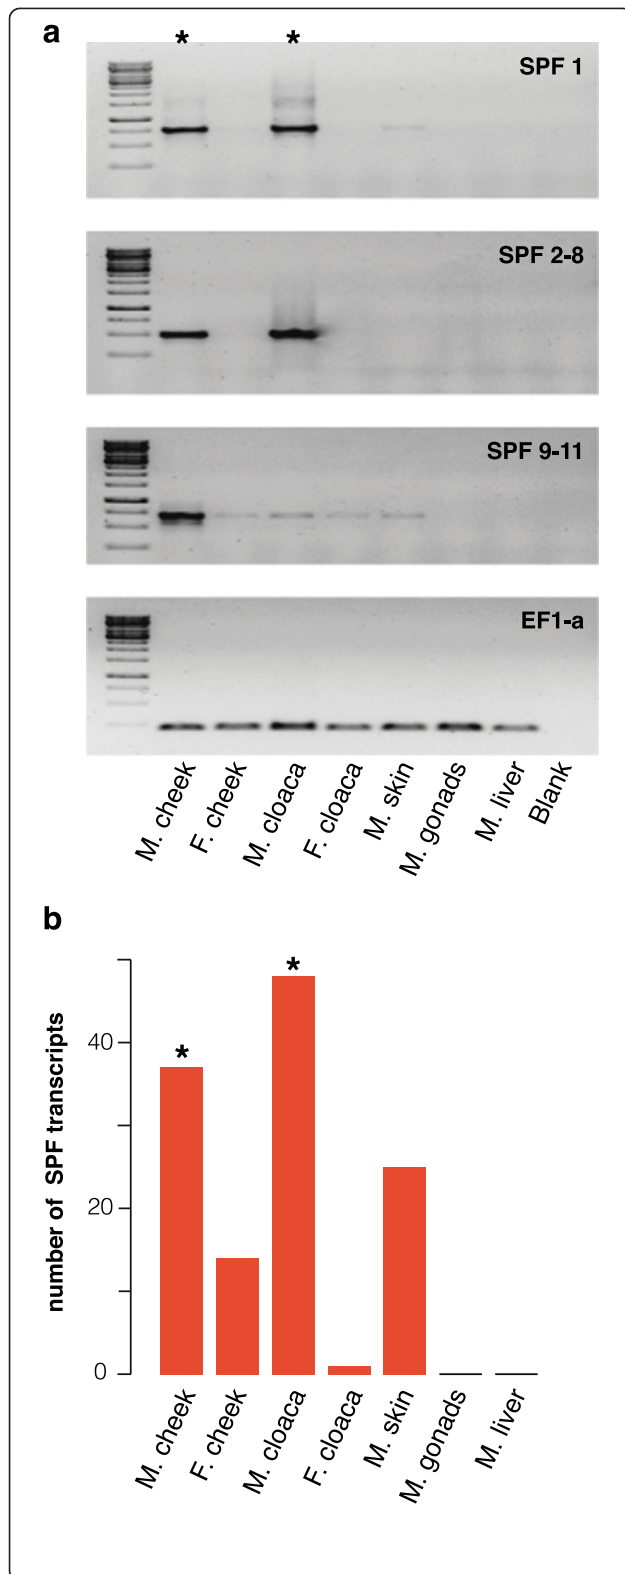 a
* *
SPF 1
SPF 2-8
SPF 9-11
EF1-a
M. cheek
F. cheek
M. cloaca
F. cloaca
M. skin
M. gonads
M. liver
Blank
b
number of SPF transcripts
40
20
0
*
*
M. cheek
F. cheek
M. cloaca
F. cloaca
M. skin
M. gonads
M. liver